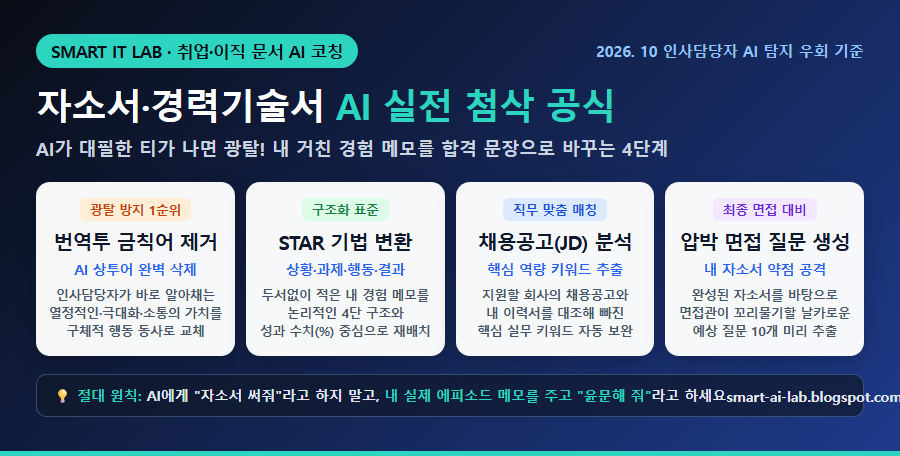 SMART IT LAB · 취업·이직 문서 AI 코칭
2026. 10 인사담당자 AI 탐지 우회 기준
자소서·경력기술서 AI 실전 첨삭 공식
AI가 대필한 티가 나면 광탈! 내 거친 경험 메모를 합격 문장으로 바꾸는 4단계
광탈 방지 1순위
번역투 금칙어 제거
AI 상투어 완벽 삭제
인사담당자가 바로 알아채는
열정적인·극대화·소통의 가치를
구체적 행동 동사로 교체
구조화 표준
STAR 기법 변환
상황·과제·행동·결과
두서없이 적은 내 경험 메모를
논리적인 4단 구조와
성과 수치(%) 중심으로 재배치
직무 맞춤 매칭
채용공고(JD) 분석
핵심 역량 키워드 추출
지원할 회사의 채용공고와
내 이력서를 대조해 빠진
핵심 실무 키워드 자동 보완
최종 면접 대비
압박 면접 질문 생성
내 자소서 약점 공격
완성된 자소서를 바탕으로
면접관이 꼬리물기할 날카로운
예상 질문 10개 미리 추출
절대 원칙: AI에게 "자소서 써줘"라고 하지 말고, 내 실제 에피소드 메모를 주고 "윤문해 줘"라고 하세요smart-ai-lab.blogspot.com